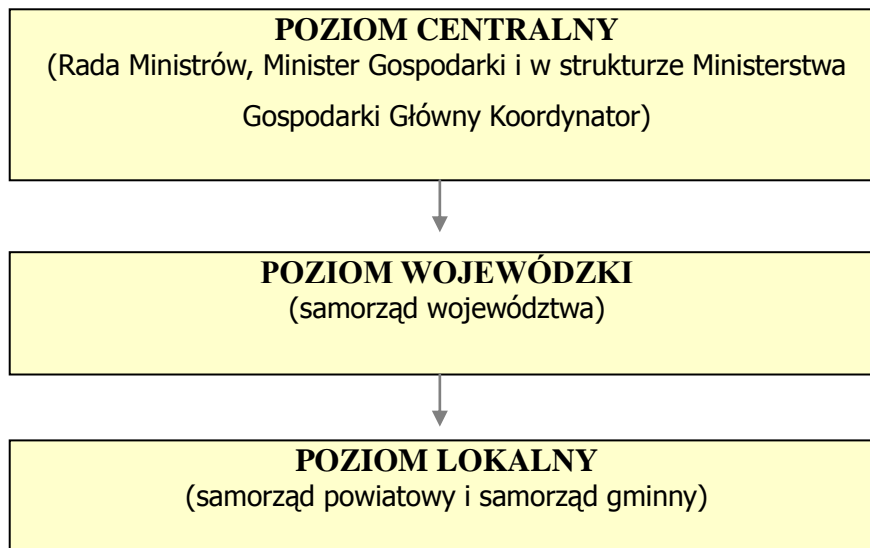 POZIOM CENTRALNY
(Rada Ministrów, Minister Gospodarki i w strukturze Ministerstwa
Gospodarki Główny Koordynator)
POZIOM WOJEWÓDZKI
(samorząd województwa)
POZIOM LOKALNY
(samorząd powiatowy i samorząd gminny)